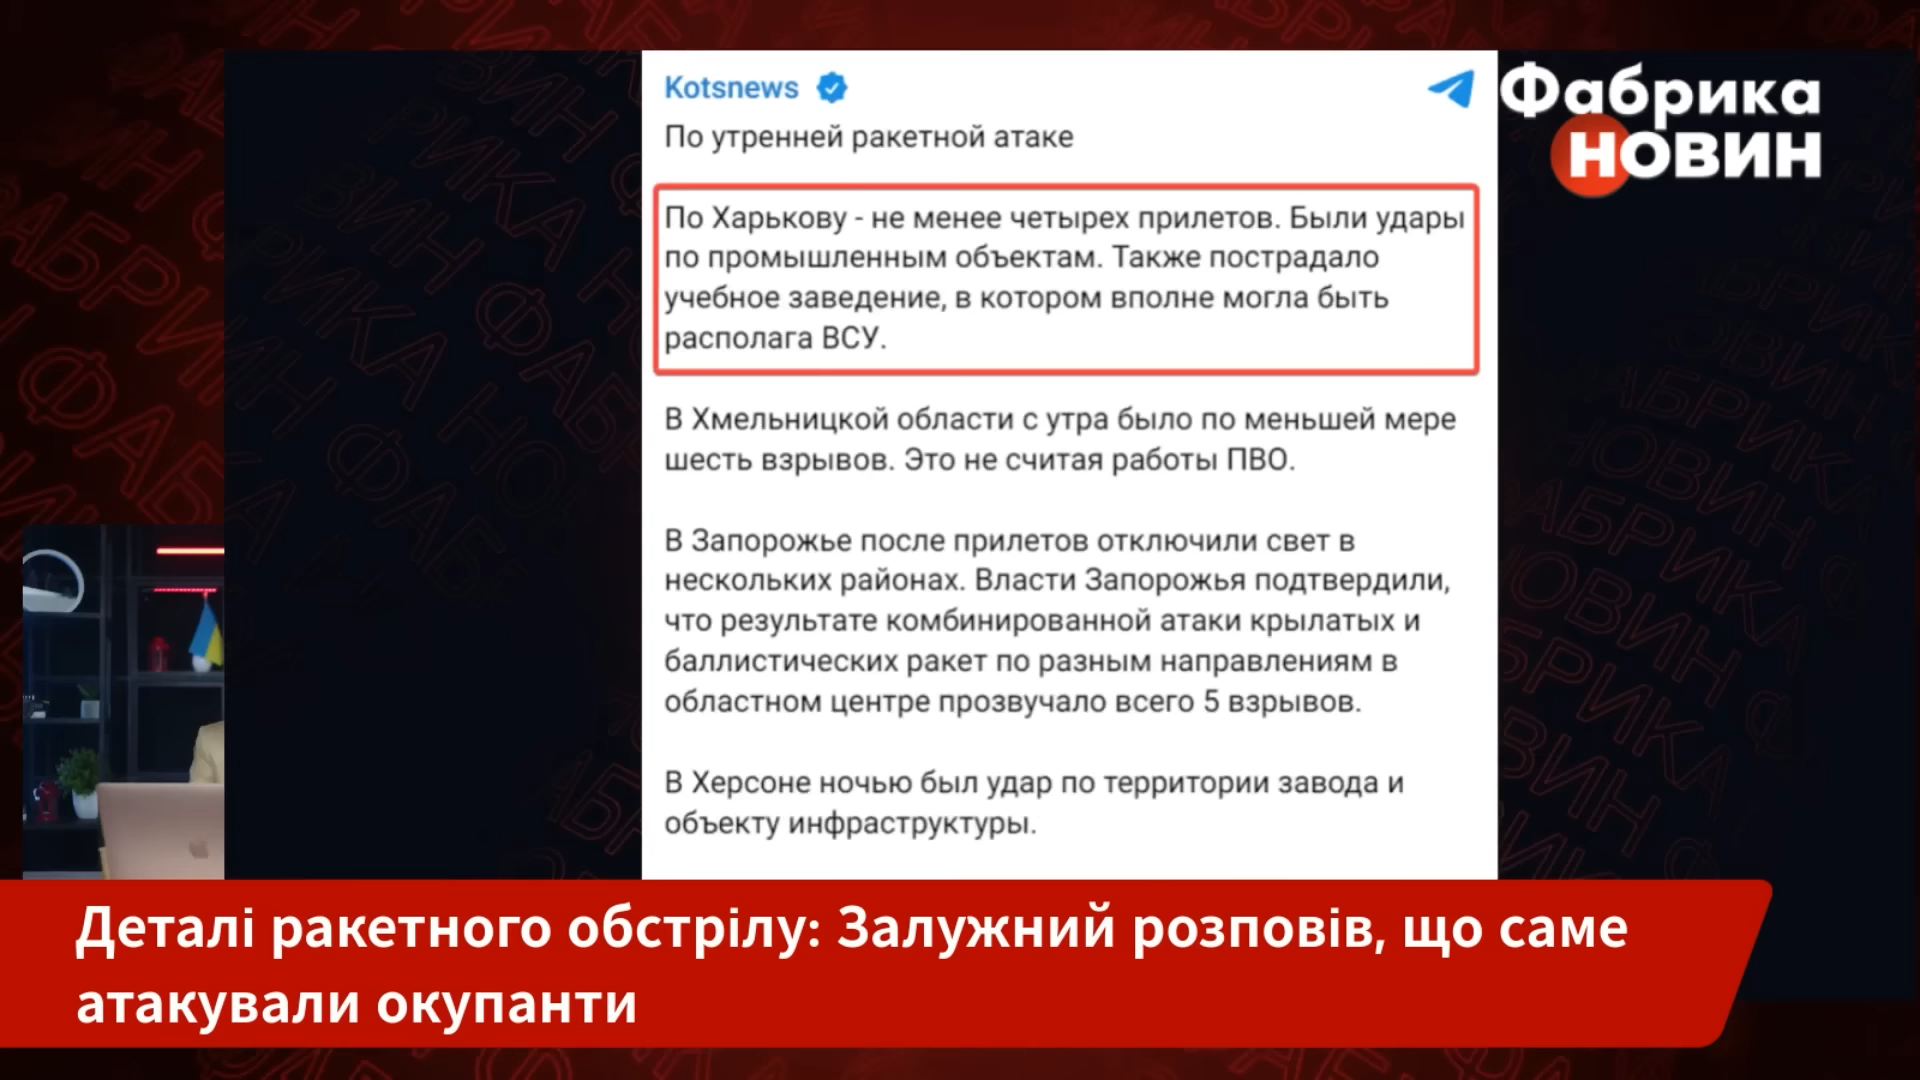 Kotsnews
По утренней ракетной атаке
По Харькову - не менее четырех прилетов. Были удары
по промышленным объектам. Также пострадало
учебное заведение, в котором вполне могла быть
располага ВСУ.
В Хмельницкой области с утра было по меньшей мере
шесть взрывов. Это не считая работы ПВО.
В Запорожье после прилетов отключили свет в
нескольких районах. Власти Запорожья подтвердили,
что результате комбинированной атаки крылатых и
баллистических ракет по разным направлениям в
областном центре прозвучало всего 5 взрывов.
В Херсоне ночью был удар по территории завода и
объекту инфраструктуры.
Фабрика
новин
Деталі ракетного обстрілу: Залужний розповів, що саме
атакували окупанти